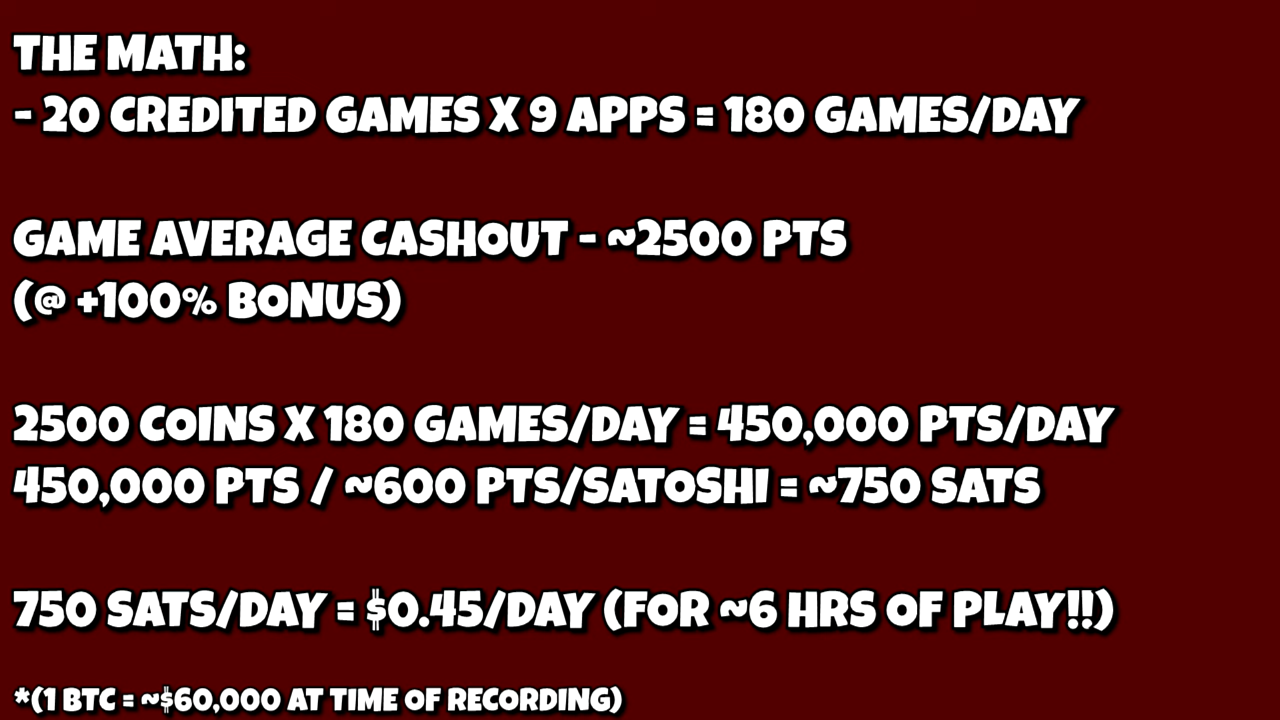 THE MATH:
- 20 CREDITED GAMES X 9 APPS = 180 GAMES/DAY
GAME AVERAGE CASHOUT - ~2500 PTS
(@ +100% BONUS)
2500 COINS X 180 GAMES/DAY = 450,000 PTS/DAY
450,000 PTS / ~600 PTS/SATOSHI = ~750 SATS
750 SATS/DAY = $0.45/DAY (FOR ~6 HRS OF PLAY!!)
*(1 BTC = ~$60,000 AT TIME OF RECORDING)